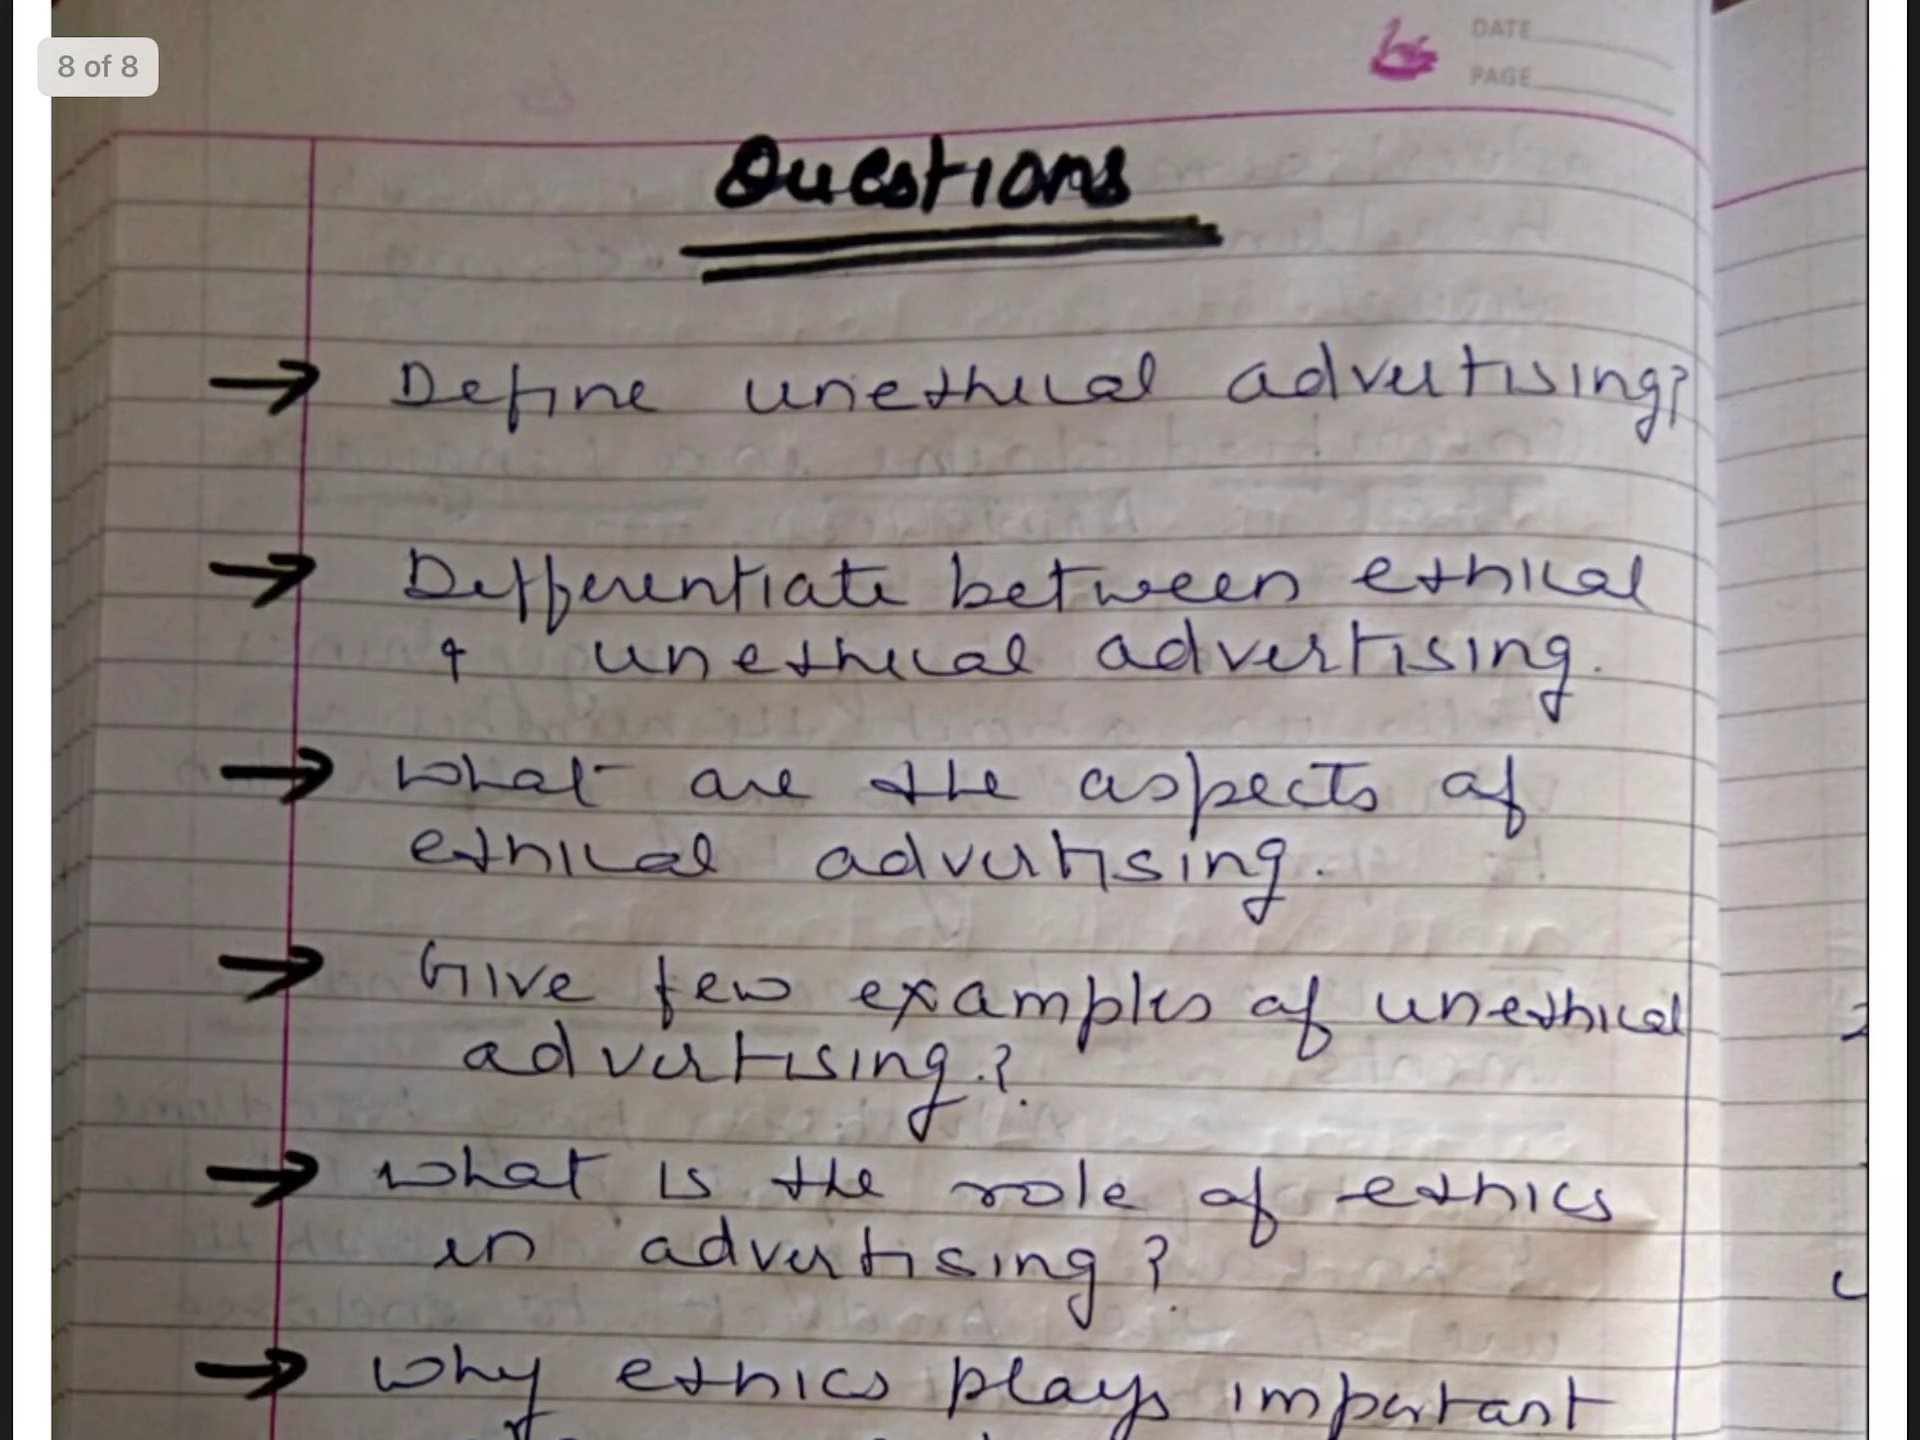 8 of 8
DATE
PAGE
Questions
→ Define unethical advertising?
→ Differentiate between ethical
& unethical advertising.
→ What are the aspects of
ethical advertising.
→ Give few examples of unethical
advertising.?
→ What is the role of ethics
in advertising?
→ Why ethics plays important